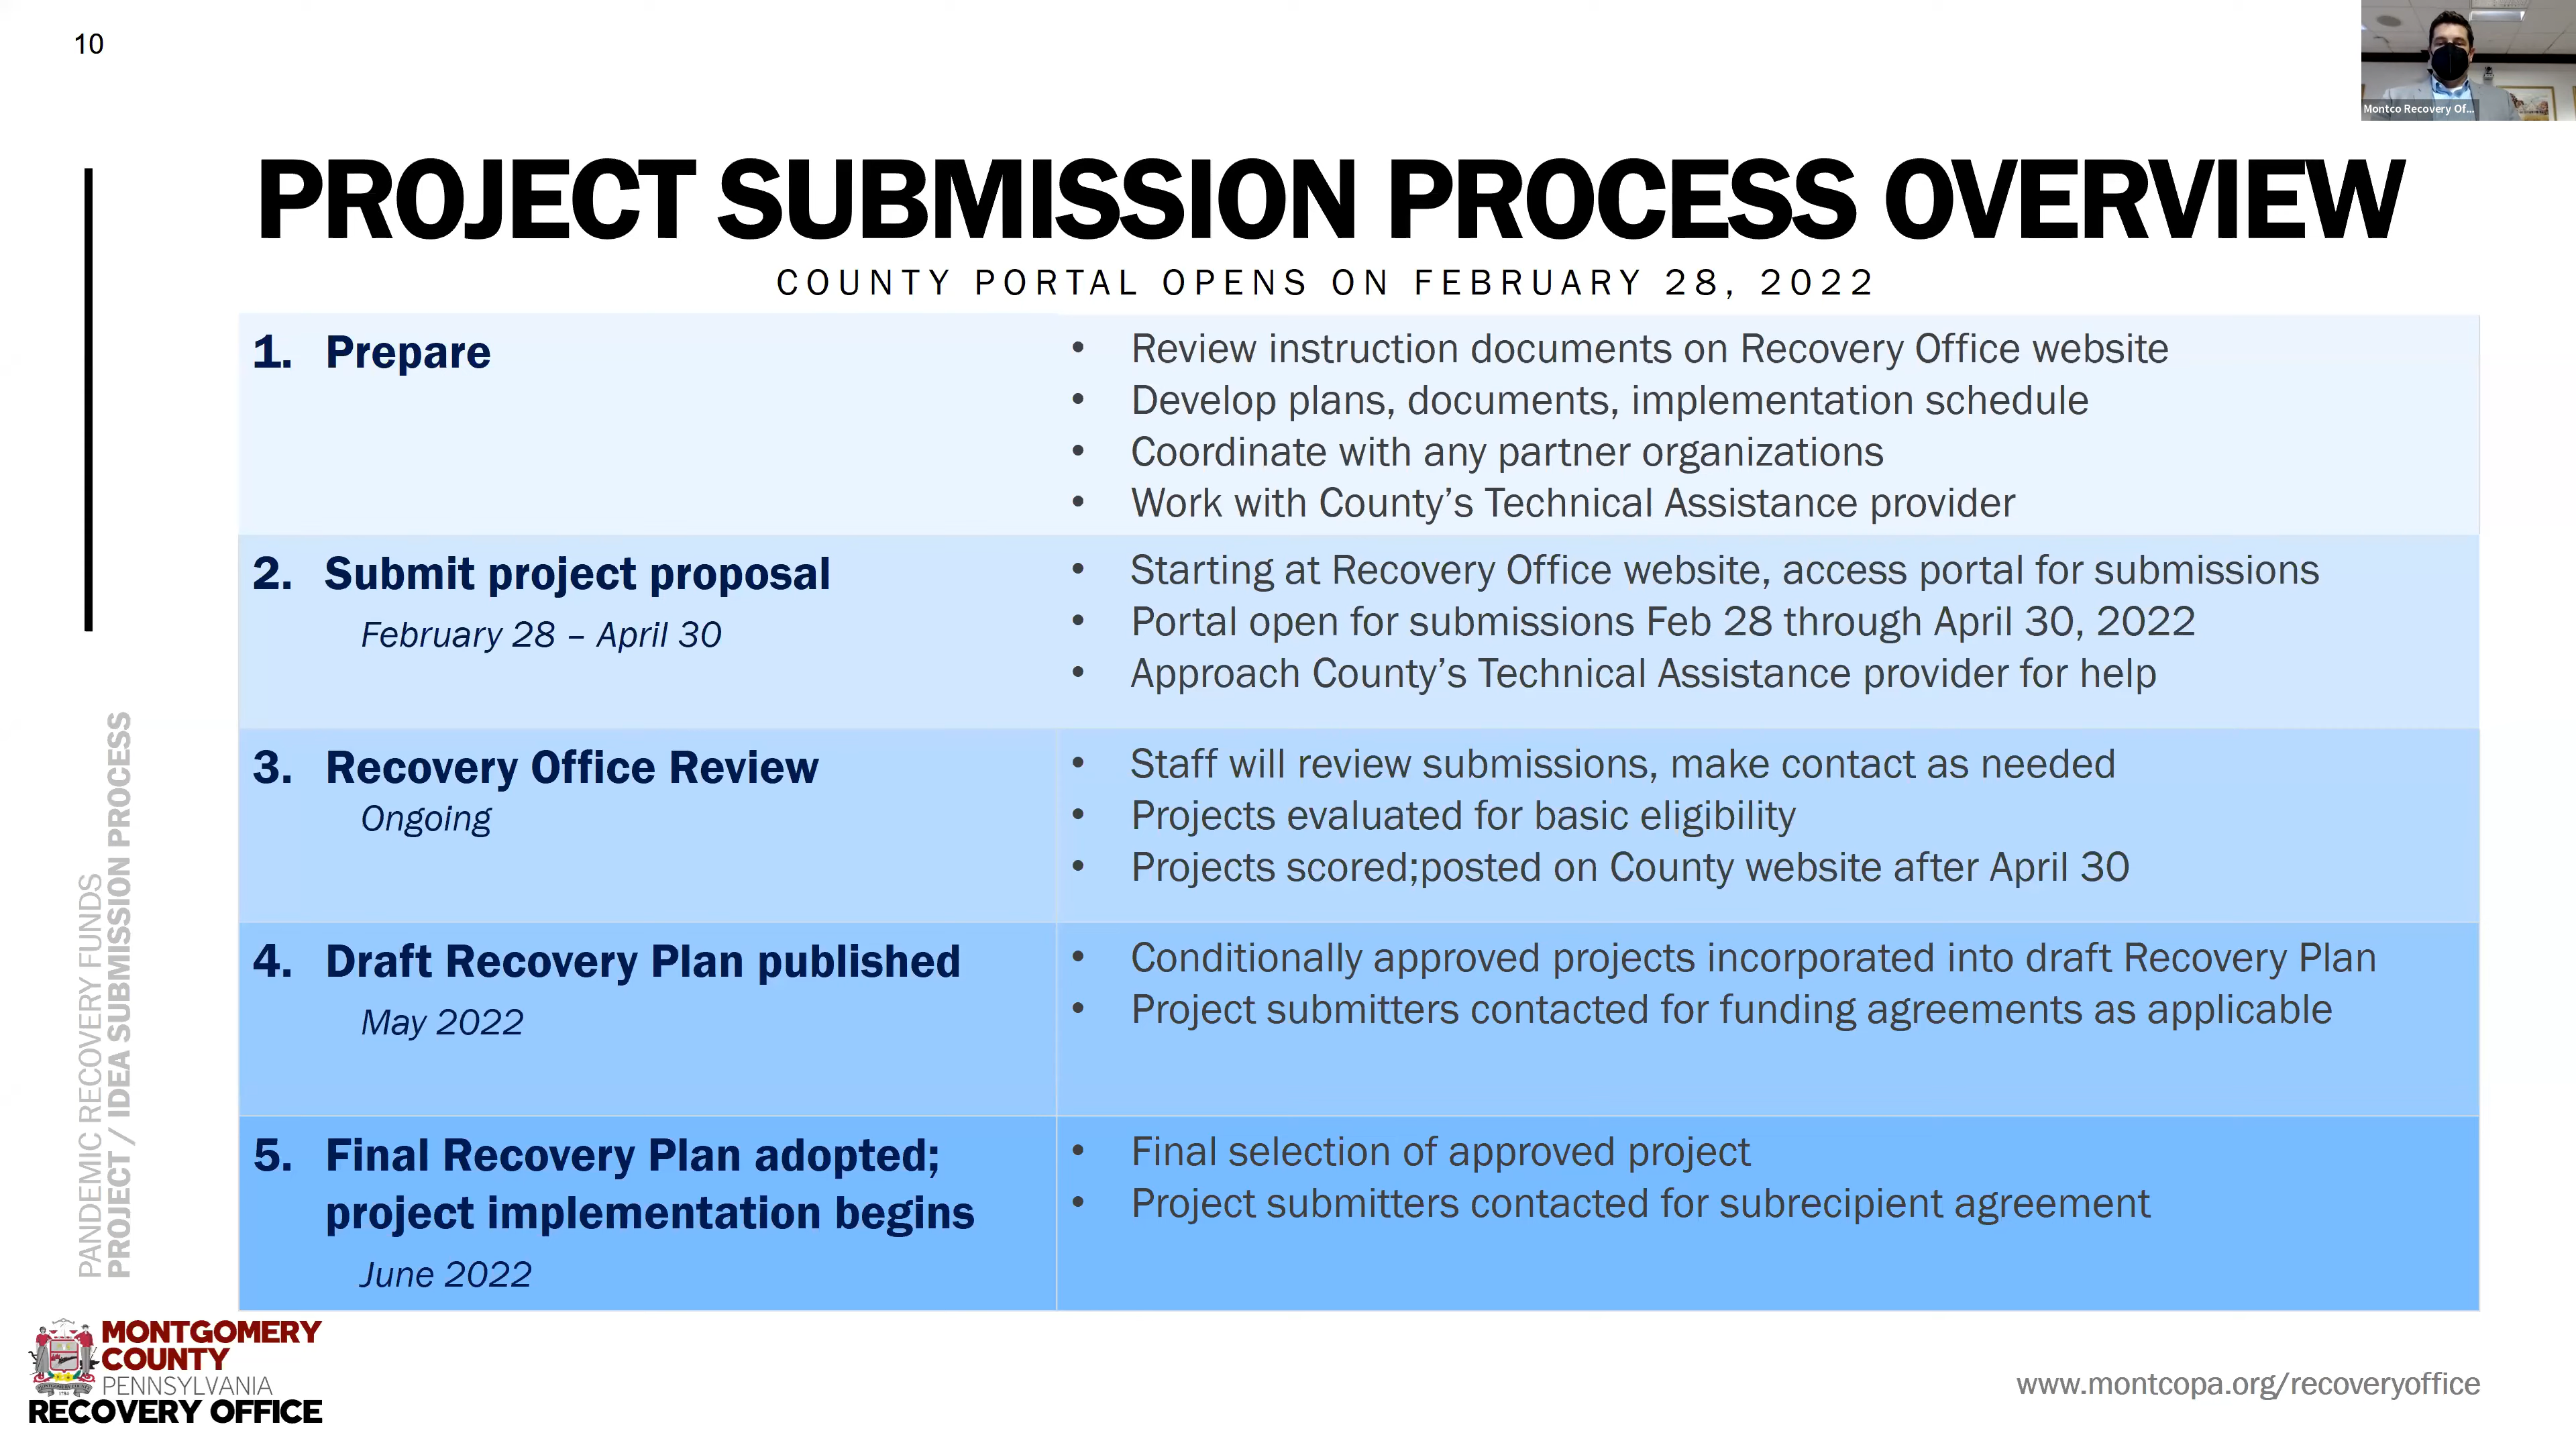 10
Montco Recovery Of...
PROJECT SUBMISSION PROCESS OVERVIEW
COUNTY PORTAL OPENS ON FEBRUARY 28, 2022
1. Prepare
• Review instruction documents on Recovery Office website
• Develop plans, documents, implementation schedule
• Coordinate with any partner organizations
• Work with County’s Technical Assistance provider
2. Submit project proposal
February 28 – April 30
• Starting at Recovery Office website, access portal for submissions
• Portal open for submissions Feb 28 through April 30, 2022
• Approach County’s Technical Assistance provider for help
3. Recovery Office Review
Ongoing
• Staff will review submissions, make contact as needed
• Projects evaluated for basic eligibility
• Projects scored;posted on County website after April 30
4. Draft Recovery Plan published
May 2022
• Conditionally approved projects incorporated into draft Recovery Plan
• Project submitters contacted for funding agreements as applicable
5. Final Recovery Plan adopted;
project implementation begins
June 2022
• Final selection of approved project
• Project submitters contacted for subrecipient agreement
PANDEMIC RECOVERY FUNDS
PROJECT / IDEA SUBMISSION PROCESS
MONTGOMERY
COUNTY
PENNSYLVANIA
RECOVERY OFFICE
www.montcopa.org/recoveryoffice